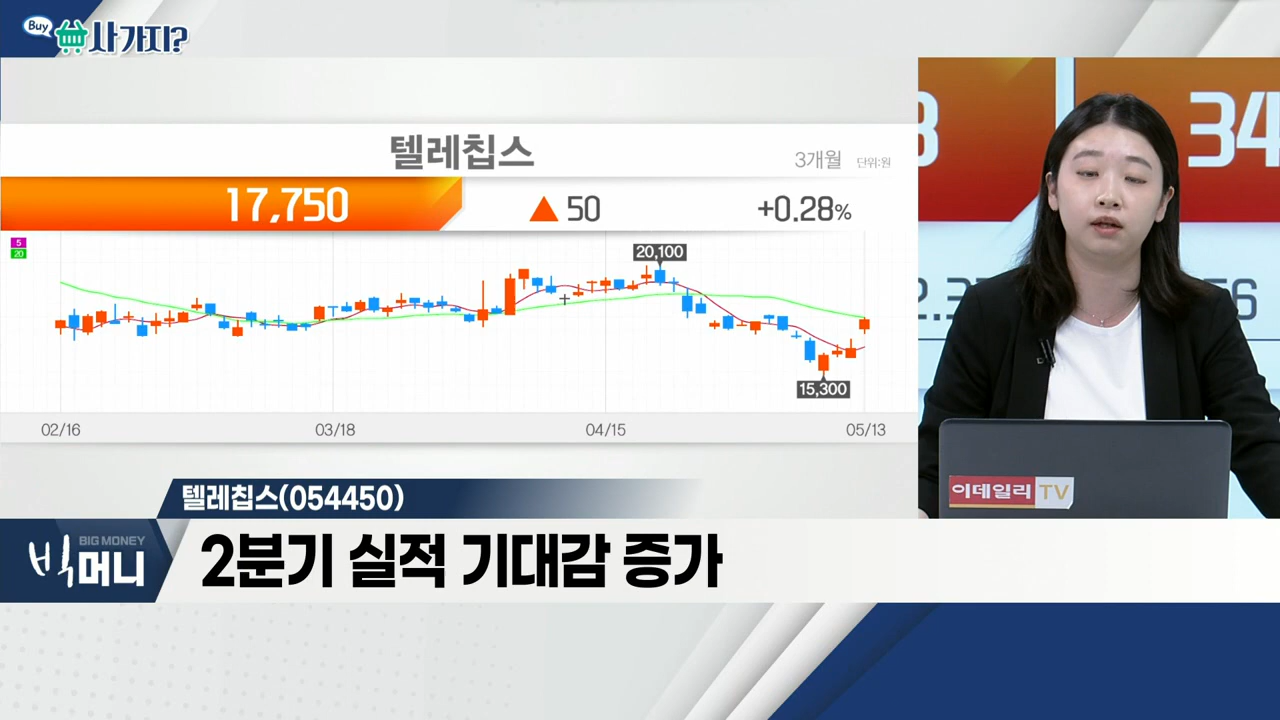 Buy 사가지?
텔레칩스
3개월 단위:원
17,750 ▲50 +0.28%
5
20
20,100
15,300
02/16 03/18 04/15 05/13
34
이데일리 TV
텔레칩스(054450)
BIG MONEY
빅머니
2분기 실적 기대감 증가